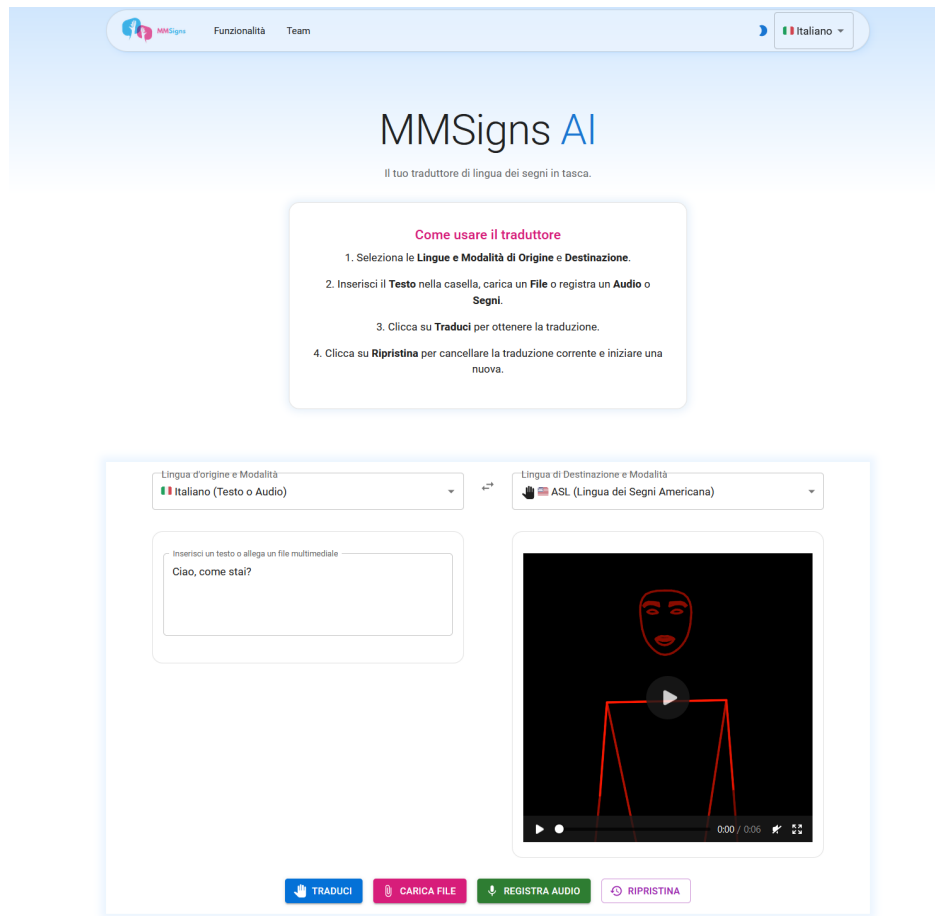 MMSigns
Funzionalità
Team
Italiano
MMSigns AI
Il tuo traduttore di lingua dei segni in tasca.
Come usare il traduttore
1. Seleziona le Lingue e Modalità di Origine e Destinazione.
2. Inserisci il Testo nella casella, carica un File o registra un Audio o
Segni.
3. Clicca su Traduci per ottenere la traduzione.
4. Clicca su Ripristina per cancellare la traduzione corrente e iniziare una
nuova.
Lingua d'origine e Modalità
Italiano (Testo o Audio)
Lingua di Destinazione e Modalità
ASL (Lingua dei Segni Americana)
Inserisci un testo o allega un file multimediale
Ciao, come stai?
0:00 / 0:06
TRADUCI
CARICA FILE
REGISTRA AUDIO
RIPRISTINA